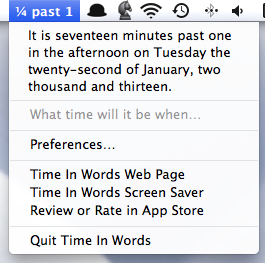 ¼ past 1
It is seventeen minutes past one
in the afternoon on Tuesday the
twenty-second of January, two
thousand and thirteen.
What time will it be when...
Preferences...
Time In Words Web Page
Time In Words Screen Saver
Review or Rate in App Store
Quit Time In Words